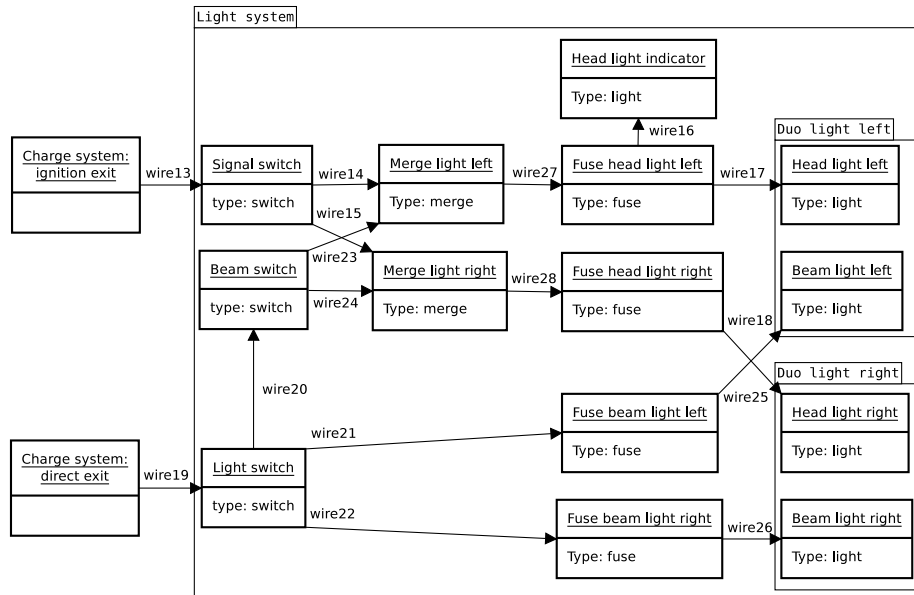 Light system
Head light indicator
Type: light
wire16
Duo light left
Charge system:
ignition exit
wire13
Signal switch
type: switch
wire14
wire15
Merge light left
Type: merge
wire27
Fuse head light left
Type: fuse
wire17
Head light left
Type: light
wire23
Beam switch
type: switch
wire24
Merge light right
Type: merge
wire28
Fuse head light right
Type: fuse
wire18
Beam light left
Type: light
wire20
Duo light right
wire25
Charge system:
direct exit
wire19
Light switch
type: switch
wire21
wire22
Fuse beam light left
Type: fuse
Head light right
Type: light
Fuse beam light right
Type: fuse
wire26
Beam light right
Type: light